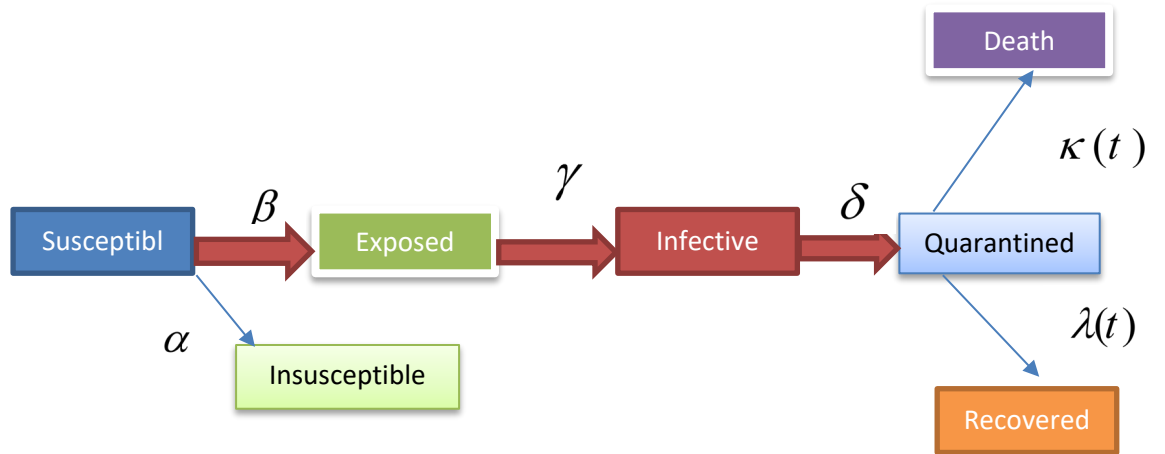 Death
κ(t)
γ
β
δ
Susceptibl
Exposed
Infective
Quarantined
α
λ(t)
Insusceptible
Recovered